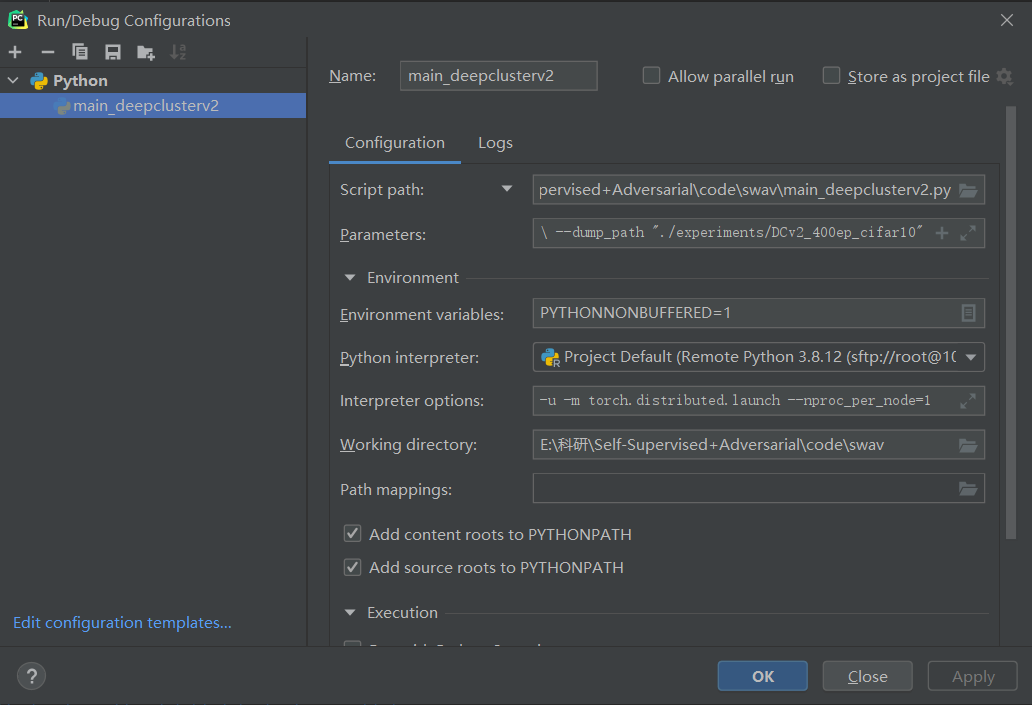 PC Run/Debug Configurations
Python
main_deepclusterv2
Edit configuration templates...
Name: main_deepclusterv2 Allow parallel run Store as project file
Configuration Logs
Script path: pervised+Adversarial\code\swav\main_deepclusterv2.py
Parameters: \ --dump_path "./experiments/DCv2_400ep_cifar10"
Environment
Environment variables: PYTHONNONBUFFERED=1
Python interpreter: Project Default (Remote Python 3.8.12 (sftp://root@10
Interpreter options: -u -m torch.distributed.launch --nproc_per_node=1
Working directory: E:\科研\Self-Supervised+Adversarial\code\swav
Path mappings:
Add content roots to PYTHONPATH
Add source roots to PYTHONPATH
Execution
? OK Close Apply